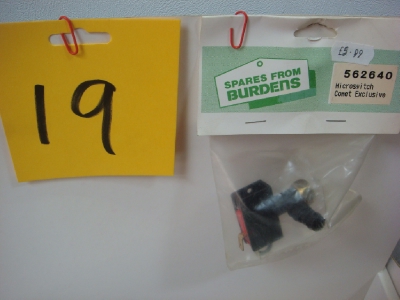 19
£5.99
SPARES FROM
BURDENS
562640
Microswitch
Comet Exclusive